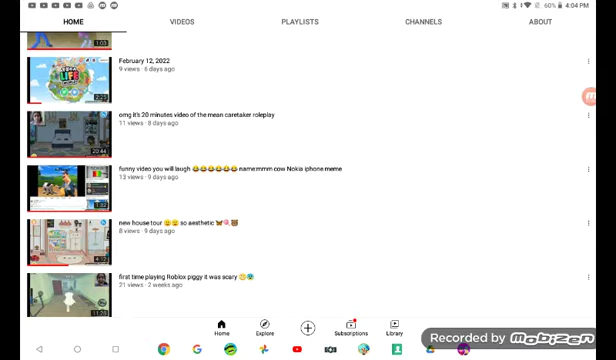 60% 4:04 PM
HOME VIDEOS PLAYLISTS CHANNELS ABOUT
1:03
February 12, 2022
9 views · 6 days ago
omg it's 20 minutes video of the mean caretaker roleplay
11 views · 8 days ago
20:44
funny video you will laugh 😂😂😂😂😂😂 name:mmm cow Nokia iphone meme
13 views · 9 days ago
new house tour 😀😀 so aesthetic 🦋🍭🐻
8 views · 9 days ago
4:12
first time playing Roblox piggy it was scary 😳😰
21 views · 2 weeks ago
11:20
Home Explore Subscriptions Library
Recorded by Mobizen